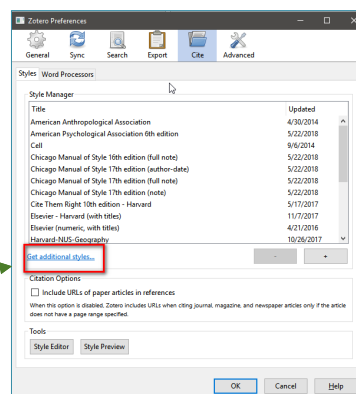 Zotero Preferences
General Sync Search Export Cite Advanced
Styles Word Processors
Style Manager
Title Updated
American Anthropological Association 4/30/2014
American Psychological Association 6th edition 5/22/2018
Cell 9/6/2014
Chicago Manual of Style 16th edition (full note) 5/22/2018
Chicago Manual of Style 17th edition (author-date) 5/22/2018
Chicago Manual of Style 17th edition (full note) 5/22/2018
Chicago Manual of Style 17th edition (note) 5/22/2018
Cite Them Right 10th edition - Harvard 5/17/2017
Elsevier - Harvard (with titles) 11/7/2017
Elsevier (numeric, with titles) 4/21/2016
Harvard-NUS-Geography 10/26/2017
Get additional styles... - +
Citation Options
Include URLs of paper articles in references
When this option is disabled, Zotero includes URLs when citing journal, magazine, and newspaper articles only if the article
does not have a page range specified.
Tools
Style Editor Style Preview
OK Cancel Help